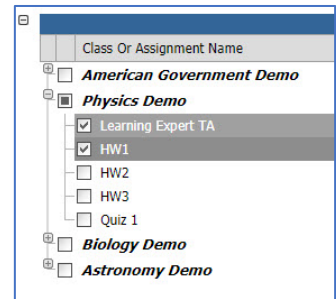 Class Or Assignment Name
American Government Demo
Physics Demo
Learning Expert TA
HW1
HW2
HW3
Quiz 1
Biology Demo
Astronomy Demo